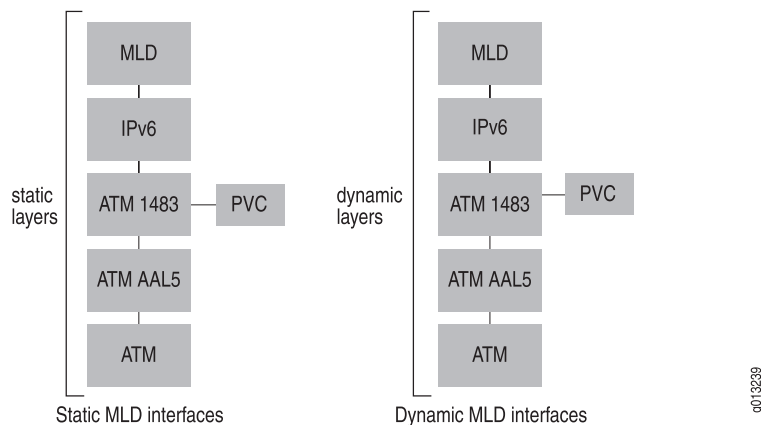 MLD
IPv6
static
layers
ATM 1483
PVC
ATM AAL5
ATM
Static MLD interfaces
MLD
IPv6
dynamic
layers
ATM 1483
PVC
ATM AAL5
ATM
Dynamic MLD interfaces
g013239